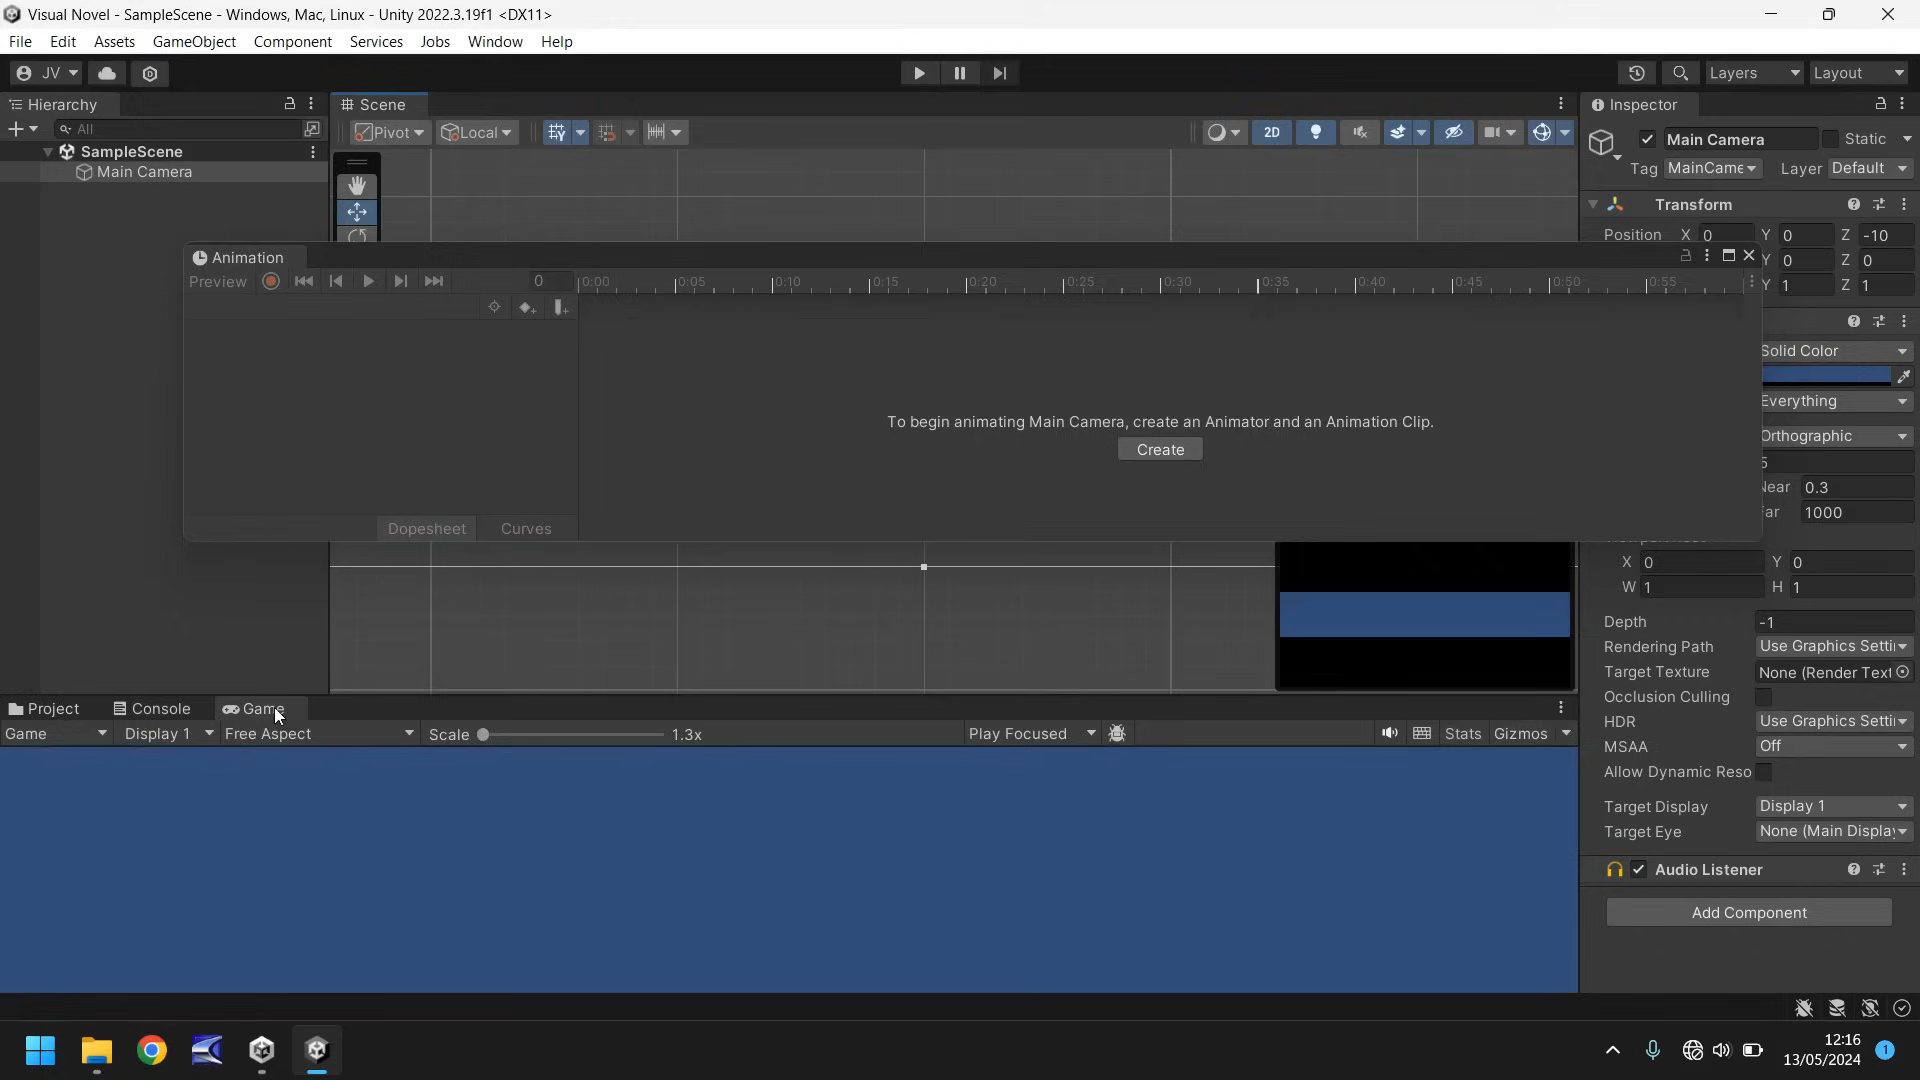 Visual Novel - SampleScene - Windows, Mac, Linux - Unity 2022.3.19f1 <DX11>
File Edit Assets GameObject Component Services Jobs Window Help
JV Layers Layout
Hierarchy
All
SampleScene
Main Camera
Scene
Pivot Local 2D
Inspector
Main Camera Static
Tag MainCame Layer Default
Transform
Position X 0 Y 0 Z -10
Y 0 Z 0
Y 1 Z 1
Animation
Preview 0 0:00 0:05 0:10 0:15 0:20 0:25 0:30 0:35 0:40 0:45 0:50 0:55
To begin animating Main Camera, create an Animator and an Animation Clip.
Create
Dopesheet Curves
Solid Color
Everything
Orthographic
5
Near 0.3
Far 1000
X 0 Y 0
W 1 H 1
Depth -1
Rendering Path Use Graphics Setti
Target Texture None (Render Text
Occlusion Culling
HDR Use Graphics Setti
MSAA Off
Allow Dynamic Reso
Target Display Display 1
Target Eye None (Main Display
Audio Listener
Add Component
Project Console Game
Game Display 1 Free Aspect Scale 1.3x Play Focused Stats Gizmos
12:16
13/05/2024 1